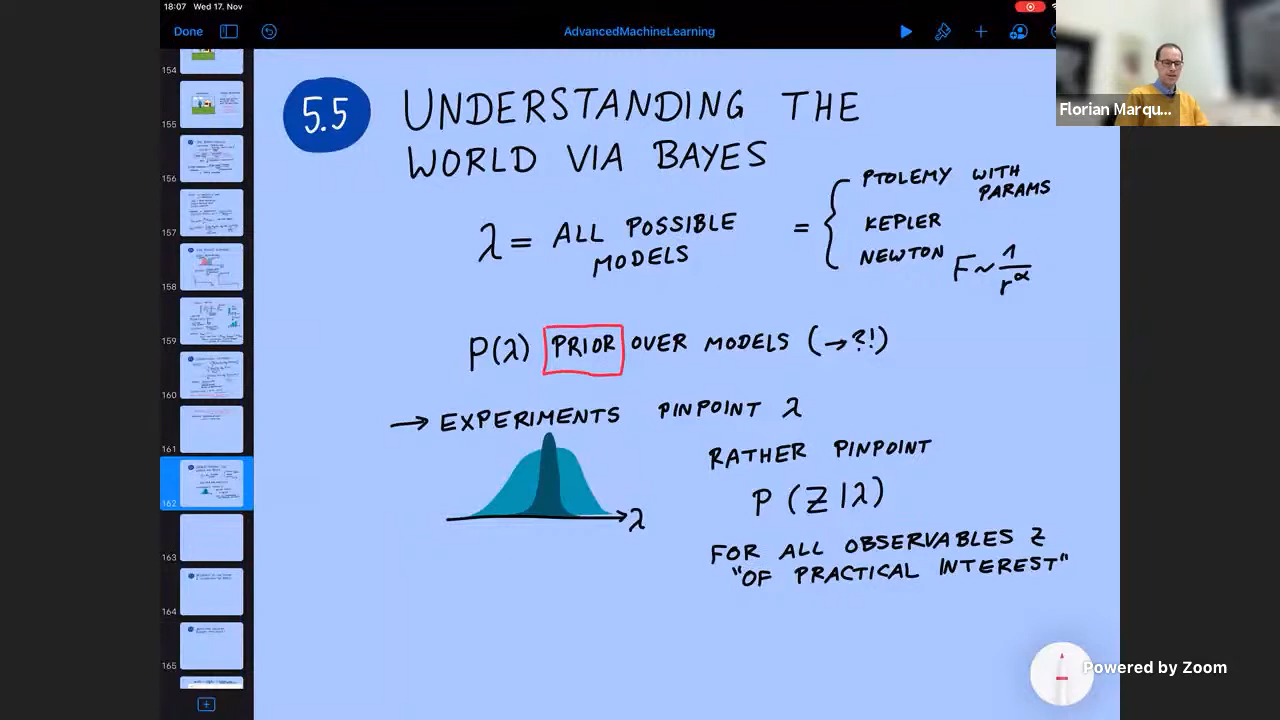 18:07 Wed 17. Nov
Done
AdvancedMachineLearning
Florian Marqu...
154
155
156
157
158
159
160
161
162
163
164
165
5.5
UNDERSTANDING THE
WORLD VIA BAYES
λ = ALL POSSIBLE
MODELS
= {
PTOLEMY WITH
PARAMS
KEPLER
NEWTON F ~ 1/r^α
P(λ) PRIOR OVER MODELS (→?!)
→ EXPERIMENTS PINPOINT λ
λ
RATHER PINPOINT
P(Z|λ)
FOR ALL OBSERVABLES Z
"OF PRACTICAL INTEREST"
Powered by Zoom